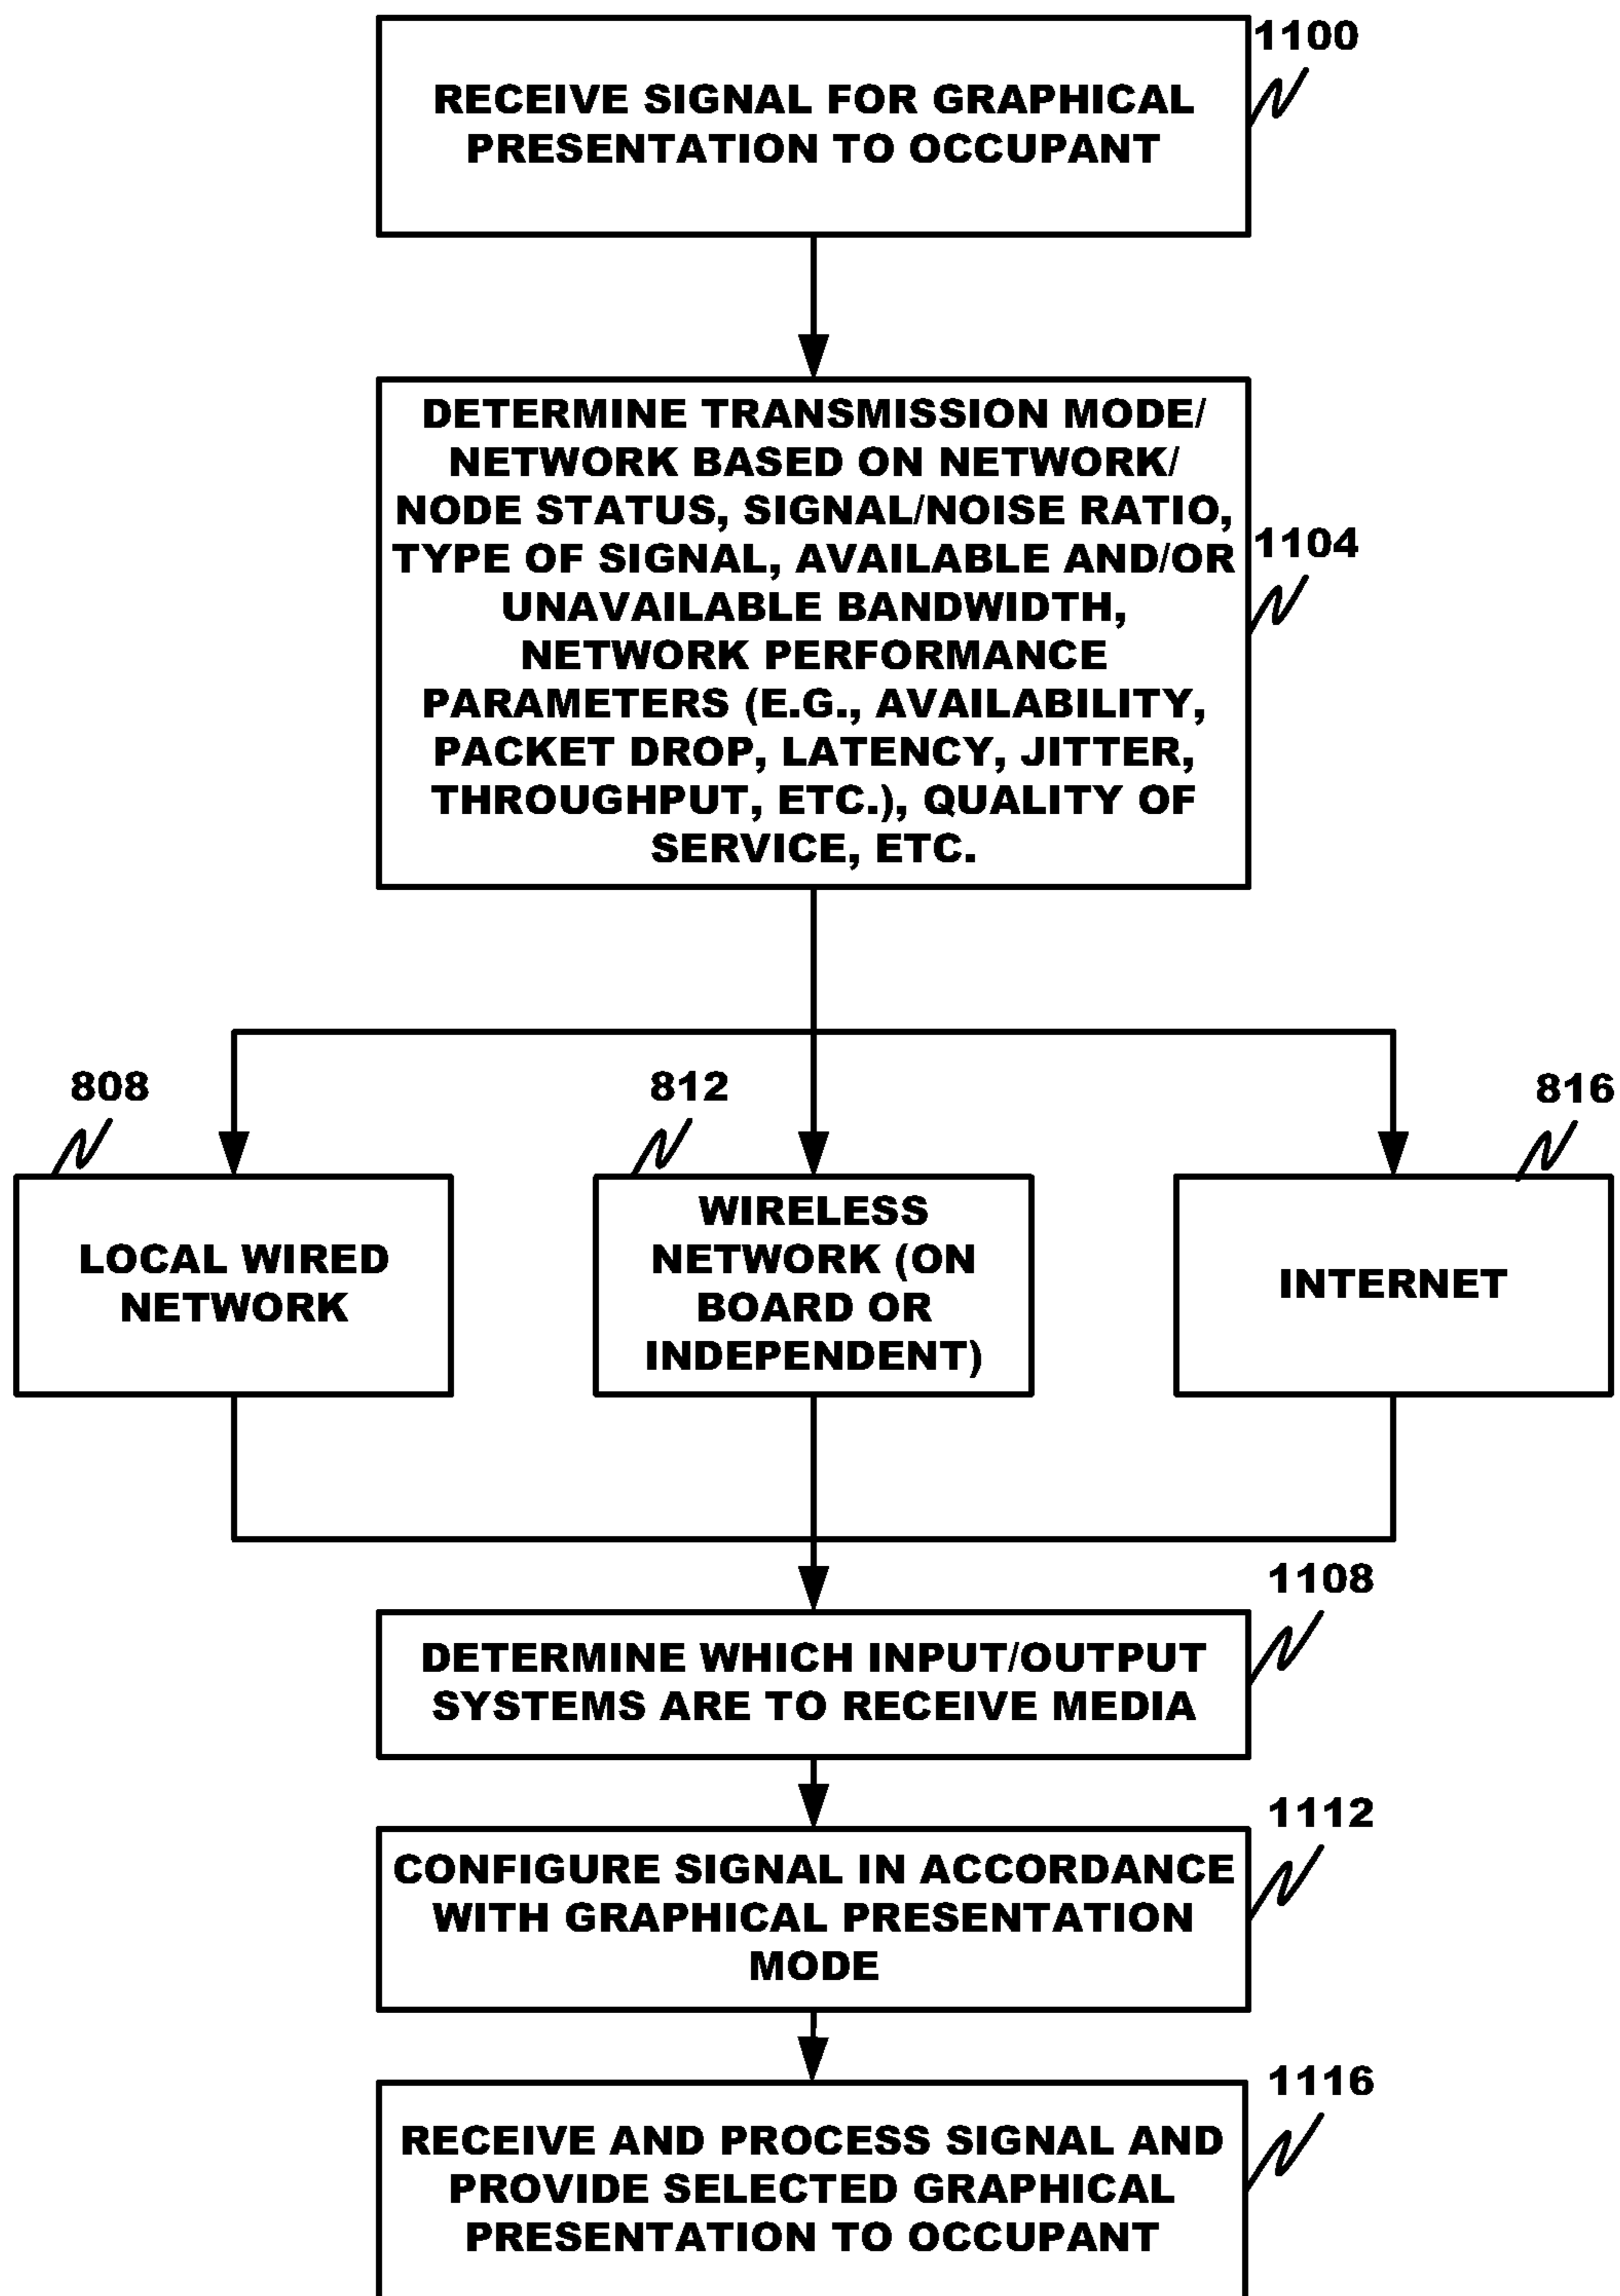 1100
RECEIVE SIGNAL FOR GRAPHICAL
PRESENTATION TO OCCUPANT
DETERMINE TRANSMISSION MODE/
NETWORK BASED ON NETWORK/
NODE STATUS, SIGNAL/NOISE RATIO,
TYPE OF SIGNAL, AVAILABLE AND/OR
UNAVAILABLE BANDWIDTH,
NETWORK PERFORMANCE
PARAMETERS (E.G., AVAILABILITY,
PACKET DROP, LATENCY, JITTER,
THROUGHPUT, ETC.), QUALITY OF
SERVICE, ETC.
1104
808
LOCAL WIRED
NETWORK
812
WIRELESS
NETWORK (ON
BOARD OR
INDEPENDENT)
816
INTERNET
1108
DETERMINE WHICH INPUT/OUTPUT
SYSTEMS ARE TO RECEIVE MEDIA
1112
CONFIGURE SIGNAL IN ACCORDANCE
WITH GRAPHICAL PRESENTATION
MODE
1116
RECEIVE AND PROCESS SIGNAL AND
PROVIDE SELECTED GRAPHICAL
PRESENTATION TO OCCUPANT